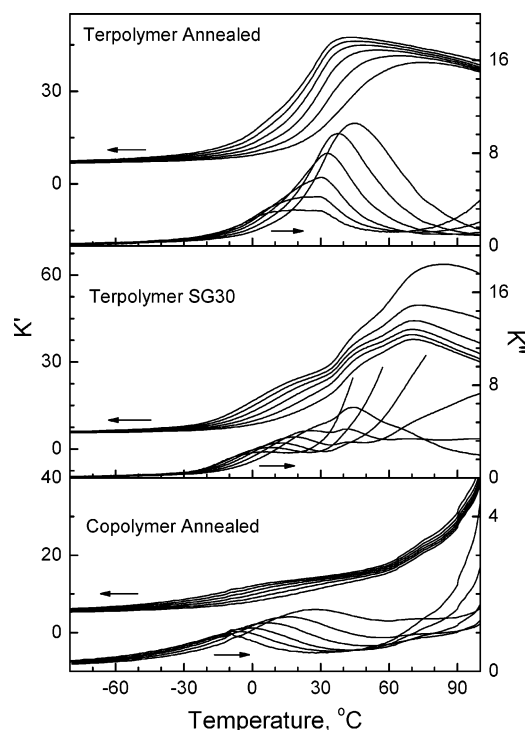 Terpolymer Annealed
30
16
8
0
0
Terpolymer SG30
60
30
0
16
8
0
K'
K"
Copolymer Annealed
40
20
0
4
0
-60 -30 0 30 60 90
Temperature, °C